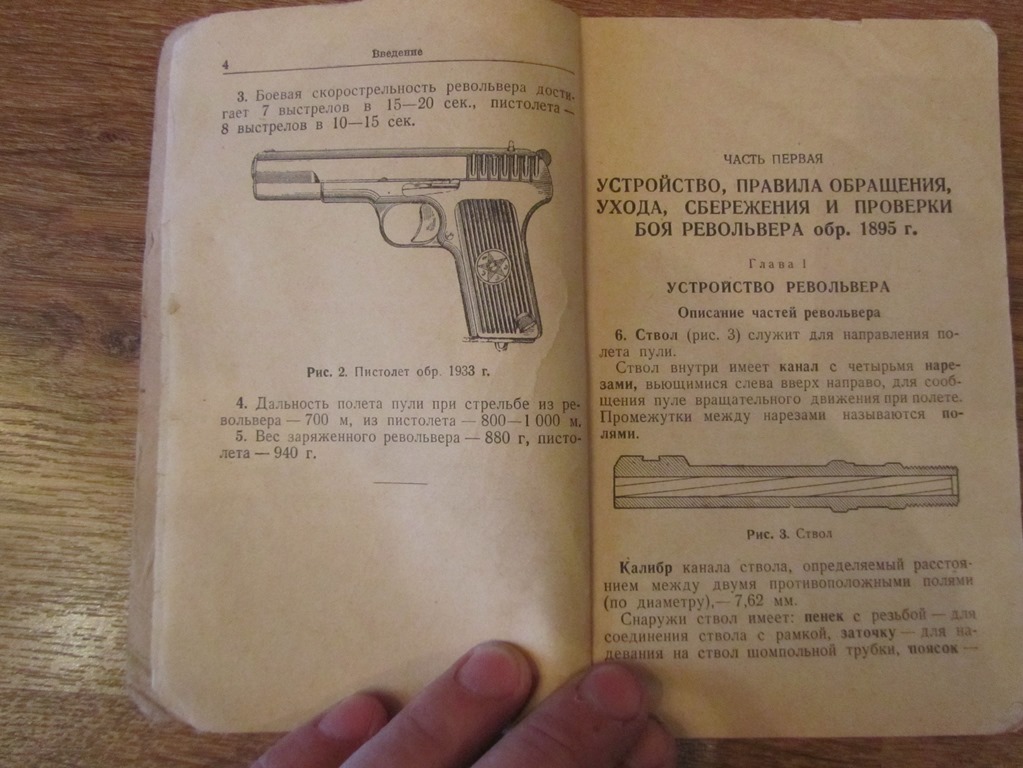 4
Введение
3. Боевая скорострельность револьвера дости-
гает 7 выстрелов в 15—20 сек., пистолета —
8 выстрелов в 10—15 сек.
Рис. 2. Пистолет обр. 1933 г.
4. Дальность полета пули при стрельбе из ре-
вольвера — 700 м, из пистолета — 800—1 000 м.
5. Вес заряженного револьвера — 880 г, писто-
лета — 940 г.
ЧАСТЬ ПЕРВАЯ
УСТРОЙСТВО, ПРАВИЛА ОБРАЩЕНИЯ,
УХОДА, СБЕРЕЖЕНИЯ И ПРОВЕРКИ
БОЯ РЕВОЛЬВЕРА обр. 1895 г.
Глава 1
УСТРОЙСТВО РЕВОЛЬВЕРА
Описание частей револьвера
6. Ствол (рис. 3) служит для направления по-
лета пули.
Ствол внутри имеет канал с четырьмя наре-
зами, вьющимися слева вверх направо, для сооб-
щения пуле вращательного движения при полете.
Промежутки между нарезами называются по-
лями.
Рис. 3. Ствол
Калибр канала ствола, определяемый расстоя-
нием между двумя противоположными полями
(по диаметру),— 7,62 мм.
Снаружи ствол имеет: пенек с резьбой — для
соединения ствола с рамкой, заточку — для на-
девания на ствол шомпольной трубки, поясок —